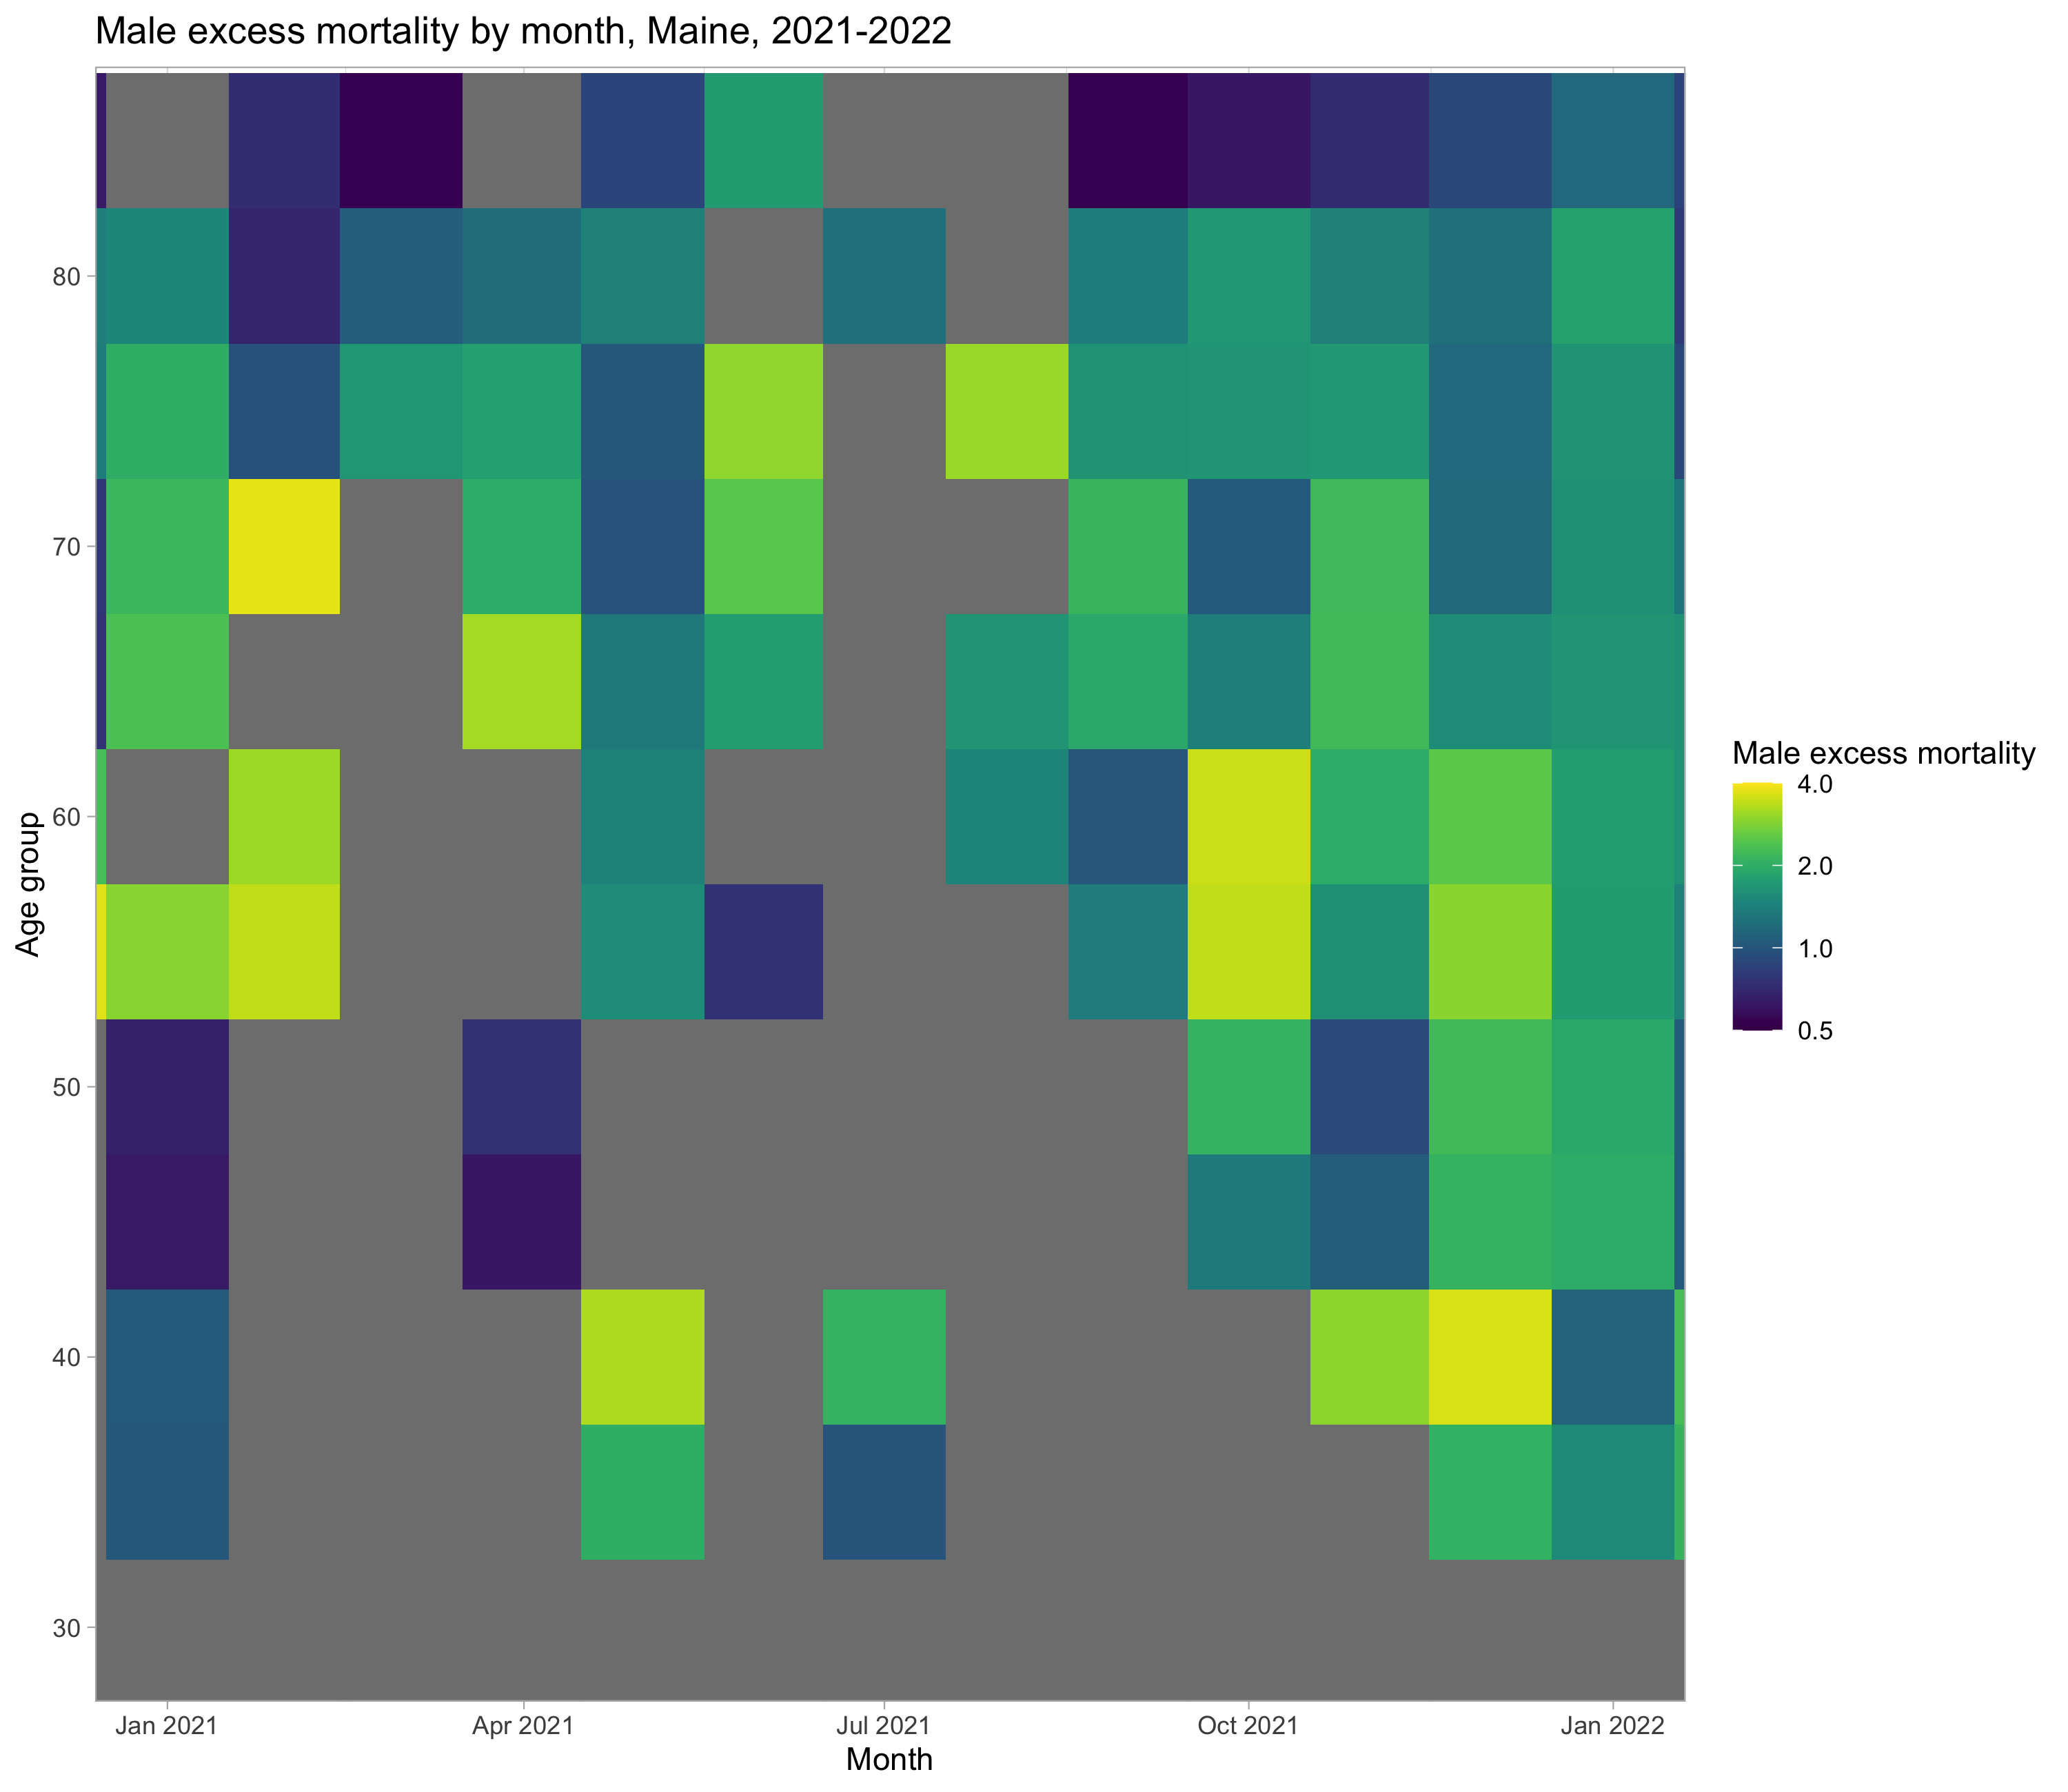 Male excess mortality by month, Maine, 2021-2022
80
70
60
50
40
30
Age group
Jan 2021
Apr 2021
Jul 2021
Oct 2021
Jan 2022
Month
Male excess mortality
4.0
2.0
1.0
0.5